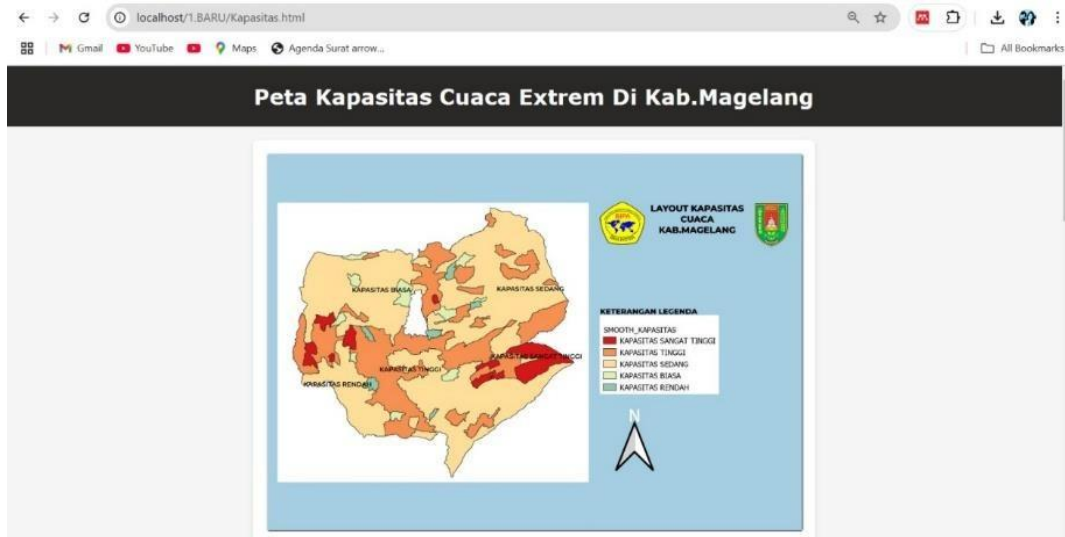 localhost/1.BARU/Kapasitas.html
Gmail YouTube Maps Agenda Surat arrow... All Bookmarks
Peta Kapasitas Cuaca Extrem Di Kab.Magelang
LAYOUT KAPASITAS
CUACA
KAB.MAGELANG
KAPASITAS BIASA
KAPASITAS SEDANG
KAPASITAS SANGAT TINGGI
KAPASITAS TINGGI
KAPASITAS RENDAH
KETERANGAN LEGENDA
SMOOTH_KAPASITAS
KAPASITAS SANGAT TINGGI
KAPASITAS TINGGI
KAPASITAS SEDANG
KAPASITAS BIASA
KAPASITAS RENDAH
N